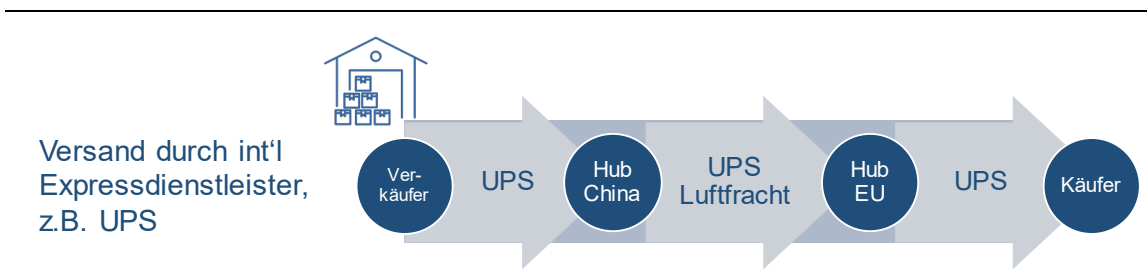 Versand durch int‘l
Expressdienstleister,
z.B. UPS
Ver-
käufer
UPS
Hub
China
UPS
Luftfracht
Hub
EU
UPS
Käufer